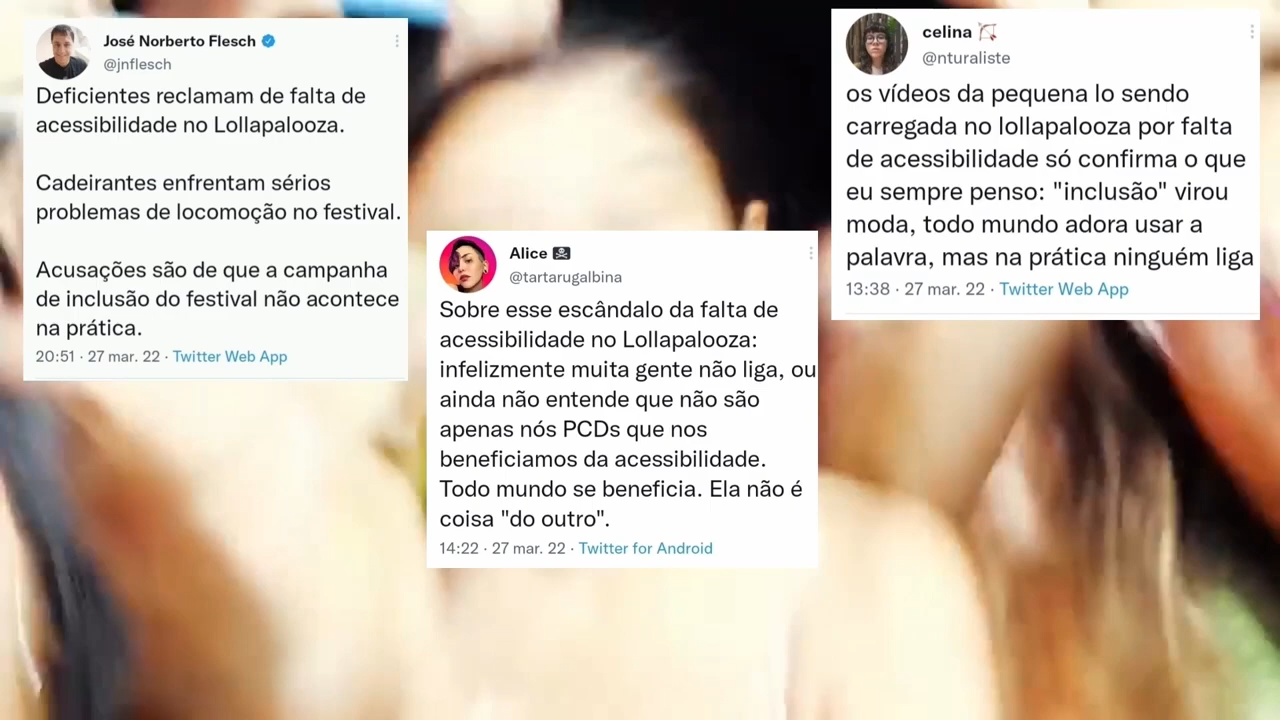 José Norberto Flesch
@jnflesch
Deficientes reclamam de falta de
acessibilidade no Lollapalooza.
Cadeirantes enfrentam sérios
problemas de locomoção no festival.
Acusações são de que a campanha
de inclusão do festival não acontece
na prática.
20:51 · 27 mar. 22 · Twitter Web App
Alice
@tartarugalbina
Sobre esse escândalo da falta de
acessibilidade no Lollapalooza:
infelizmente muita gente não liga, ou
ainda não entende que não são
apenas nós PCDs que nos
beneficiamos da acessibilidade.
Todo mundo se beneficia. Ela não é
coisa "do outro".
14:22 · 27 mar. 22 · Twitter for Android
celina
@nturaliste
os vídeos da pequena lo sendo
carregada no lollapalooza por falta
de acessibilidade só confirma o que
eu sempre penso: "inclusão" virou
moda, todo mundo adora usar a
palavra, mas na prática ninguém liga
13:38 · 27 mar. 22 · Twitter Web App